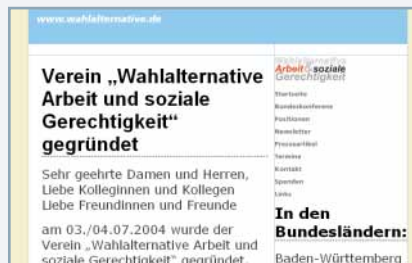 www.wahlalternative.de
Verein „Wahlalternative
Arbeit und soziale
Gerechtigkeit“
gegründet
Sehr geehrte Damen und Herren,
Liebe Kolleginnen und Kollegen
Liebe Freundinnen und Freunde
am 03./04.07.2004 wurde der
Verein „Wahlalternative Arbeit und
soziale Gerechtigkeit“ gegründet.
Wahlalternative
Arbeit & soziale
Gerechtigkeit
Startseite
Bundeskonferenz
Positionen
Newsletter
Presseartikel
Termine
Kontakt
Spenden
Links
In den
Bundesländern:
Baden-Württemberg